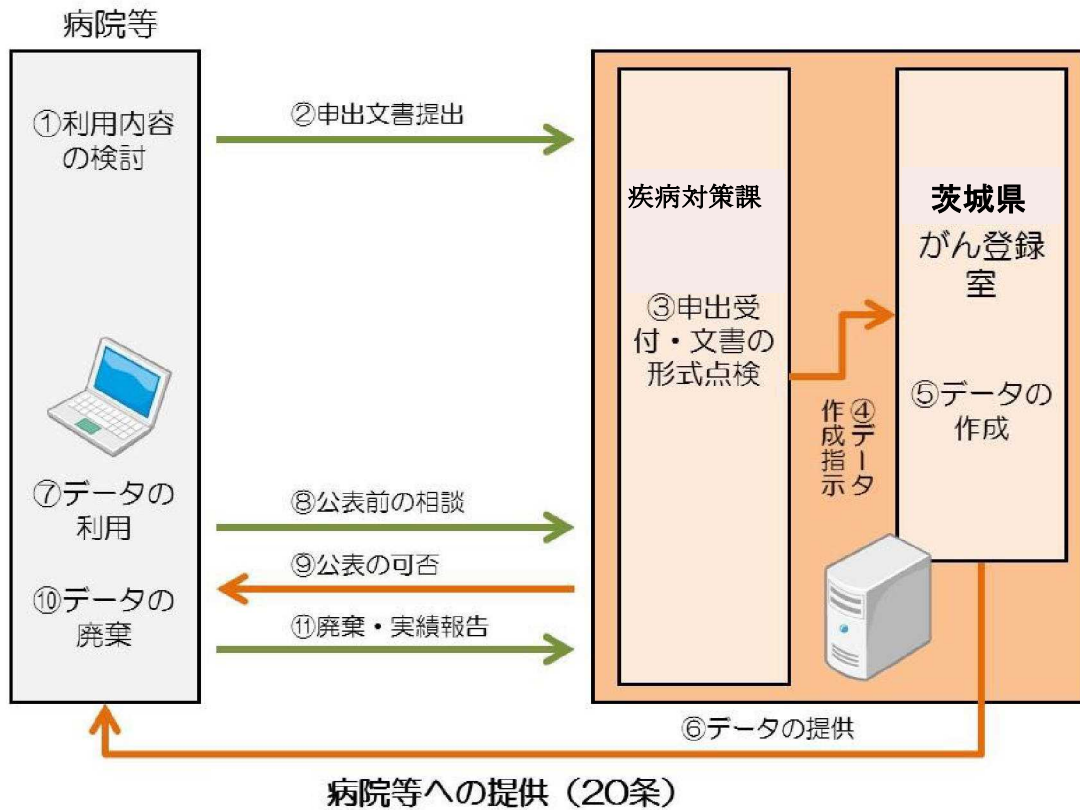 病院等
①利用内容
の検討
②申出文書提出
疾病対策課
茨城県
がん登録
室
③申出受
付・文書の
形式点検
④データ
作成指示
⑤データの
作成
⑦データの
利用
⑧公表前の相談
⑨公表の可否
⑩データの
廃棄
⑪廃棄・実績報告
⑥データの提供
病院等への提供（20条）